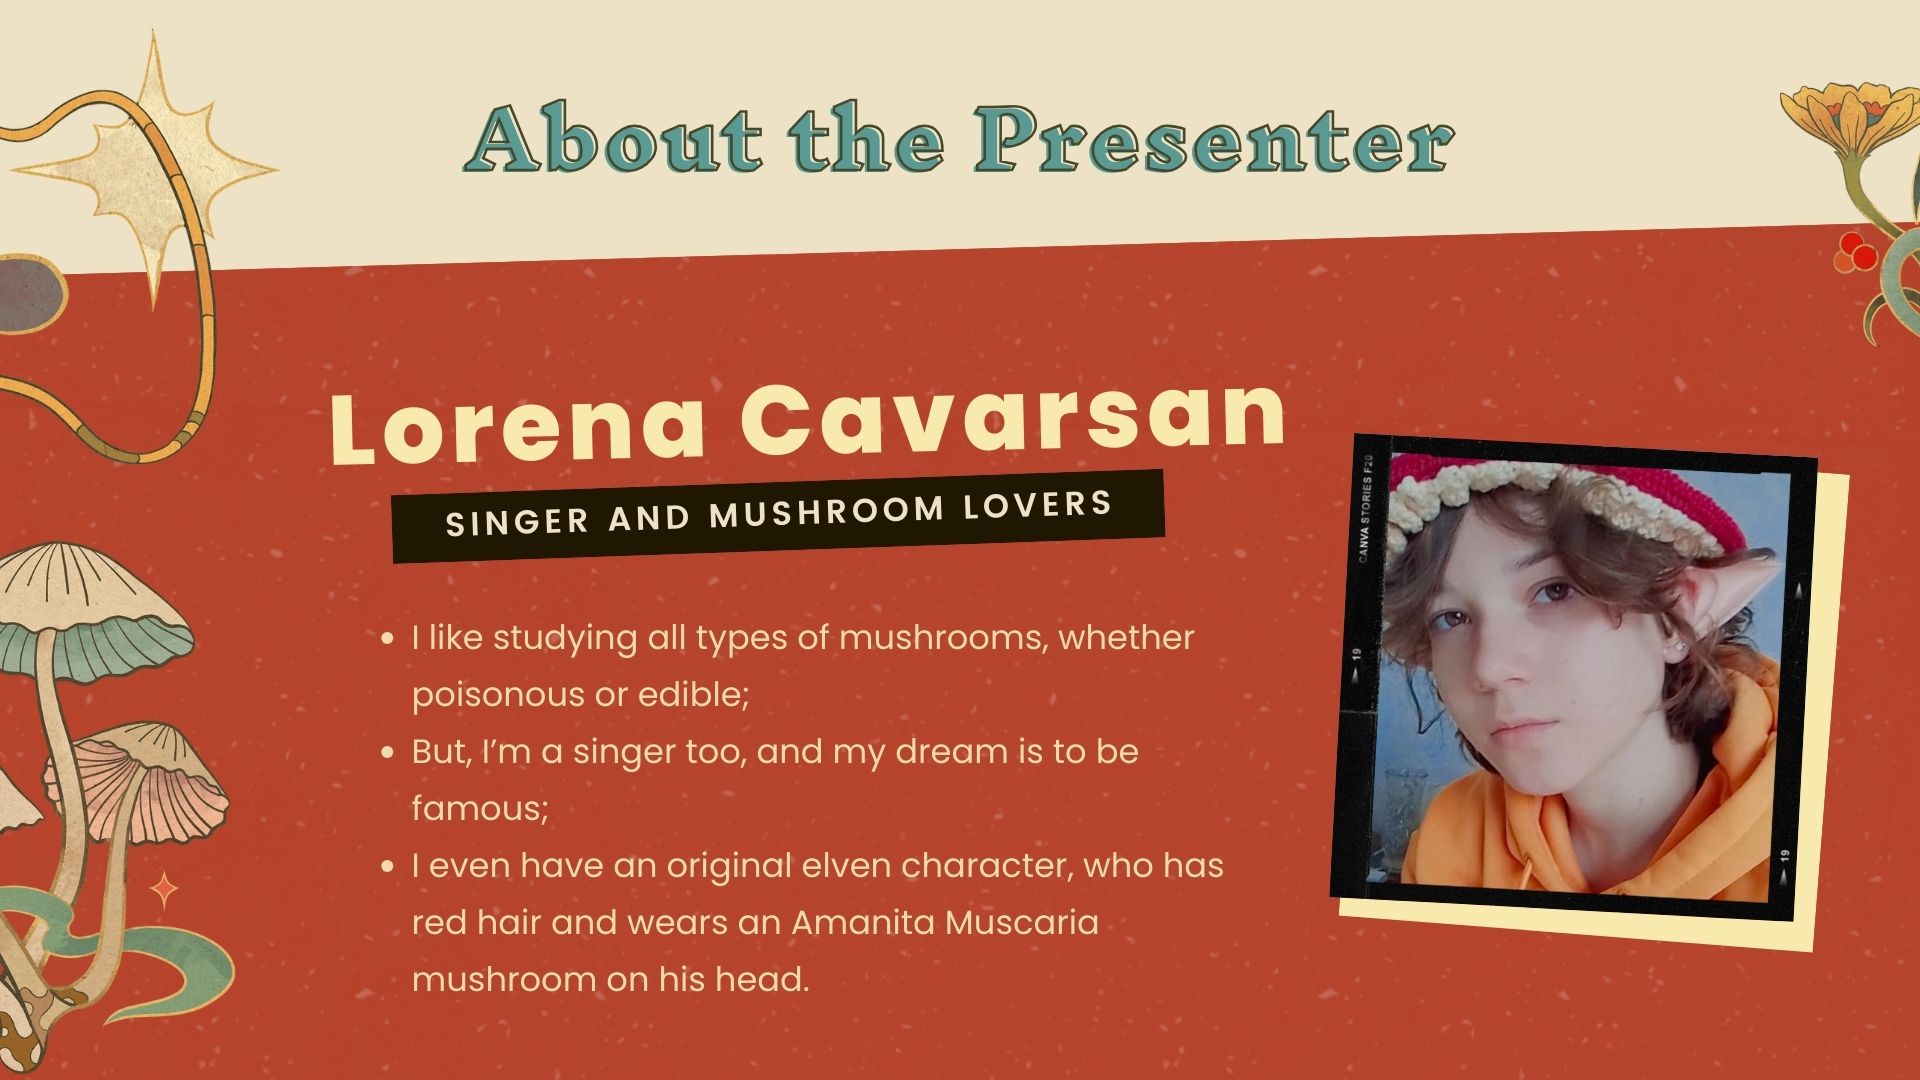 About the Presenter
Lorena Cavarsan
SINGER AND MUSHROOM LOVERS
• I like studying all types of mushrooms, whether
poisonous or edible;
• But, I’m a singer too, and my dream is to be
famous;
• I even have an original elven character, who has
red hair and wears an Amanita Muscaria
mushroom on his head.
CANVA STORIES F20
19
19